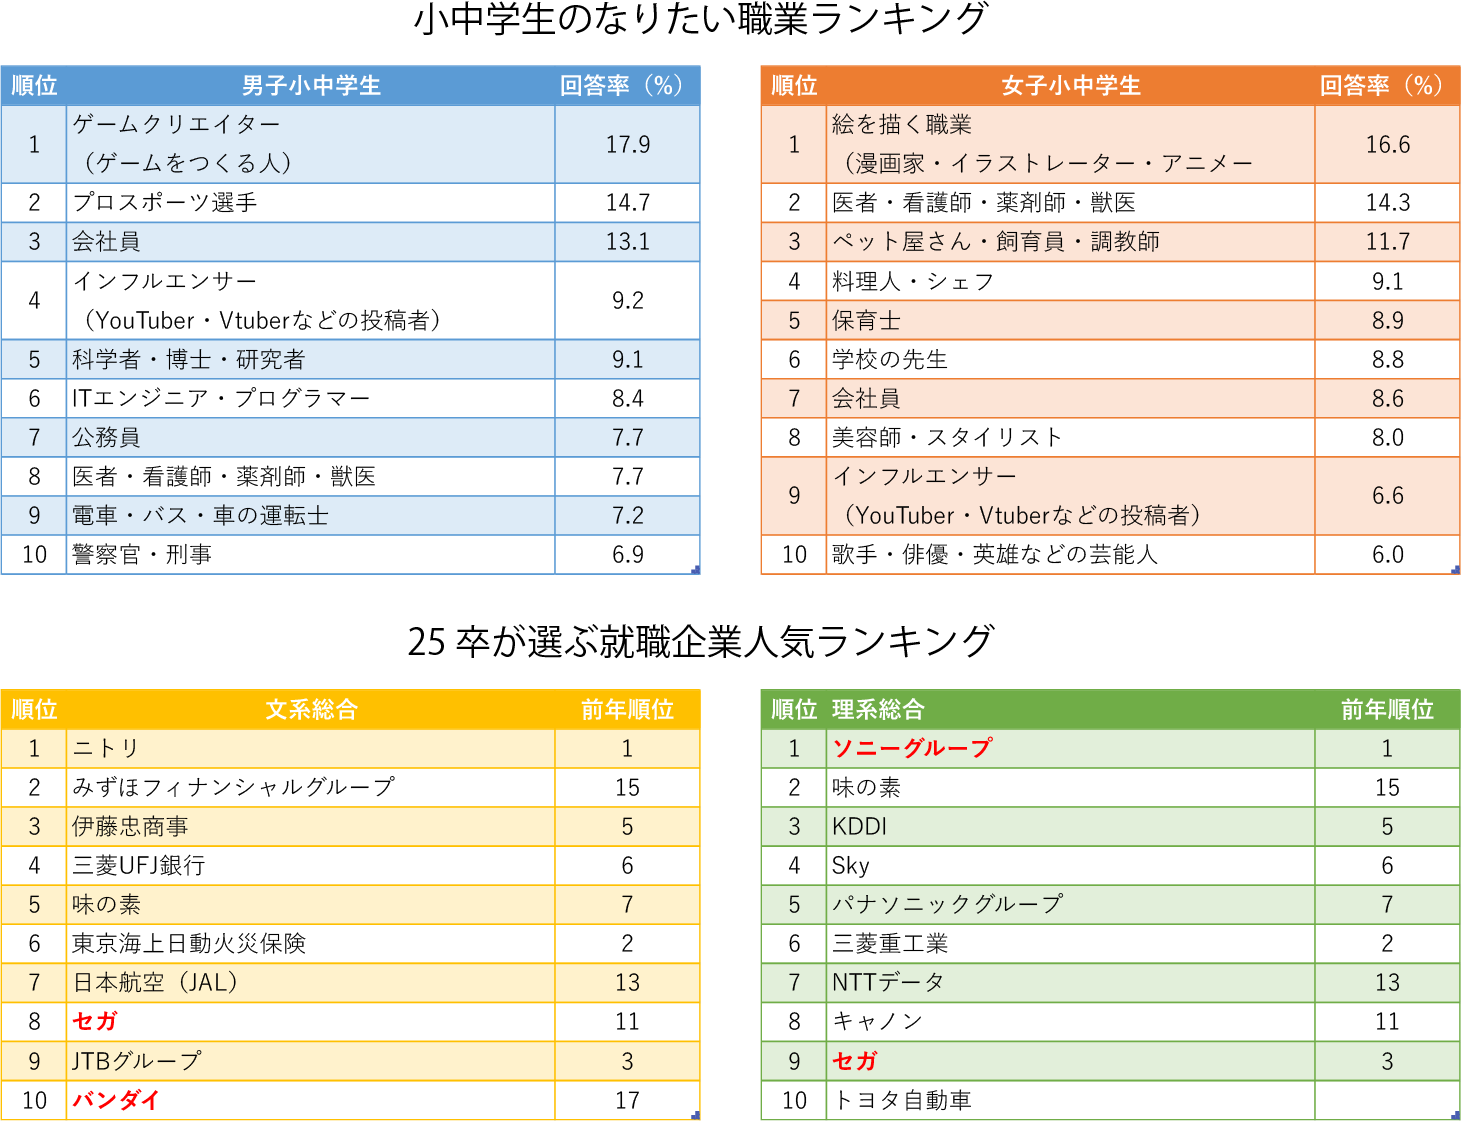 小中学生のなりたい職業ランキング
順位 男子小中学生 回答率（%）
1 ゲームクリエイター
（ゲームをつくる人） 17.9
2 プロスポーツ選手 14.7
3 会社員 13.1
4 インフルエンサー
（YouTuber・Vtuberなどの投稿者） 9.2
5 科学者・博士・研究者 9.1
6 ITエンジニア・プログラマー 8.4
7 公務員 7.7
8 医者・看護師・薬剤師・獣医 7.7
9 電車・バス・車の運転士 7.2
10 警察官・刑事 6.9
順位 女子小中学生 回答率（%）
1 絵を描く職業
（漫画家・イラストレーター・アニメー 16.6
2 医者・看護師・薬剤師・獣医 14.3
3 ペット屋さん・飼育員・調教師 11.7
4 料理人・シェフ 9.1
5 保育士 8.9
6 学校の先生 8.8
7 会社員 8.6
8 美容師・スタイリスト 8.0
9 インフルエンサー
（YouTuber・Vtuberなどの投稿者） 6.6
10 歌手・俳優・英雄などの芸能人 6.0
25 卒が選ぶ就職企業人気ランキング
順位 文系総合 前年順位
1 ニトリ 1
2 みずほフィナンシャルグループ 15
3 伊藤忠商事 5
4 三菱UFJ銀行 6
5 味の素 7
6 東京海上日動火災保険 2
7 日本航空（JAL） 13
8 セガ 11
9 JTBグループ 3
10 バンダイ 17
順位 理系総合 前年順位
1 ソニーグループ 1
2 味の素 15
3 KDDI 5
4 Sky 6
5 パナソニックグループ 7
6 三菱重工業 2
7 NTTデータ 13
8 キャノン 11
9 セガ 3
10 トヨタ自動車